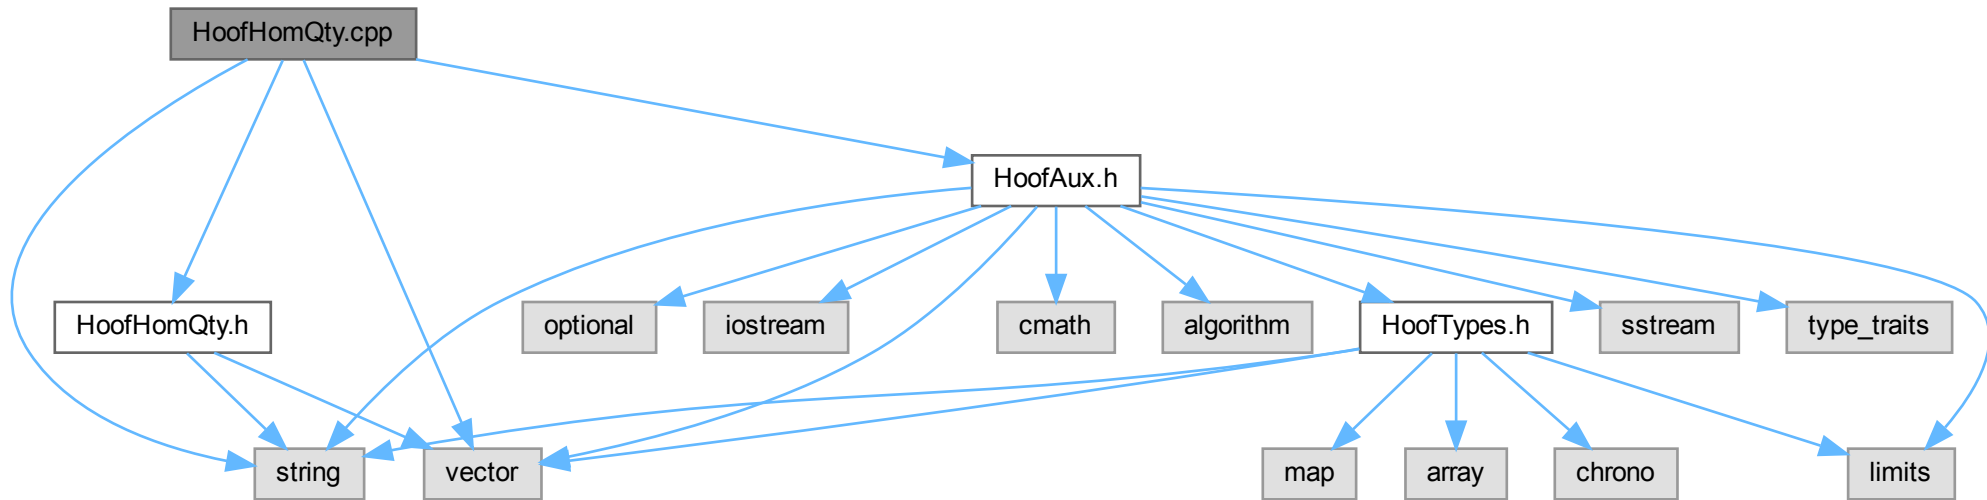 HoofHomQty.cpp
HoofAux.h
HoofHomQty.h
optional
iostream
cmath
algorithm
HoofTypes.h
sstream
type_traits
string
vector
map
array
chrono
limits